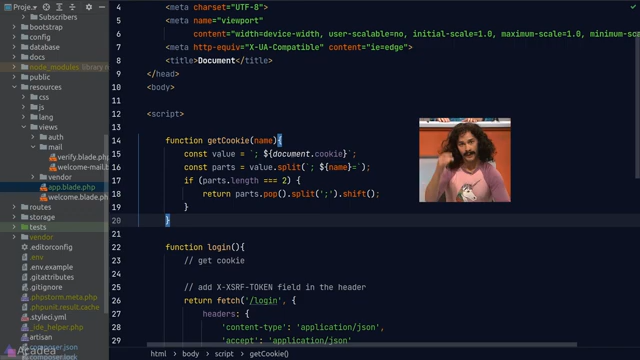 Proje...
Subscribers
bootstrap
config
database
docs
node_modules library
public
resources
css
js
lang
views
auth
mail
verify.blade.php
welcome-mail.b
vendor
app.blade.php
welcome.blade.ph
routes
storage
tests
vendor
.editorconfig
.env
.env.example
.gitattributes
.gitignore
.phpstorm.meta.php
.phpunit.result.cache
.styleci.yml
_ide_helper.php
artisan
composer.json
composer.lock
Acadea
4 <meta charset="UTF-8">
5 <meta name="viewport"
6 content="width=device-width, user-scalable=no, initial-scale=1.0, maximum-scale=1.0, minimum-sca
7 <meta http-equiv="X-UA-Compatible" content="ie=edge">
8 <title>Document</title>
9 </head>
10 <body>
11
12 <script>
13
14 function getCookie(name){
15 const value = `; ${document.cookie}`;
16 const parts = value.split(`; ${name}=`);
17 if (parts.length === 2) {
18 return parts.pop().split(';').shift();
19 }
20 }
21
22 function login(){
23 // get cookie
24
25 // add X-XSRF-TOKEN field in the header
26 return fetch('/login', {
27 headers: {
28 'content-type': 'application/json',
29 'accept': 'application/json'
html › body › script › getCookie()